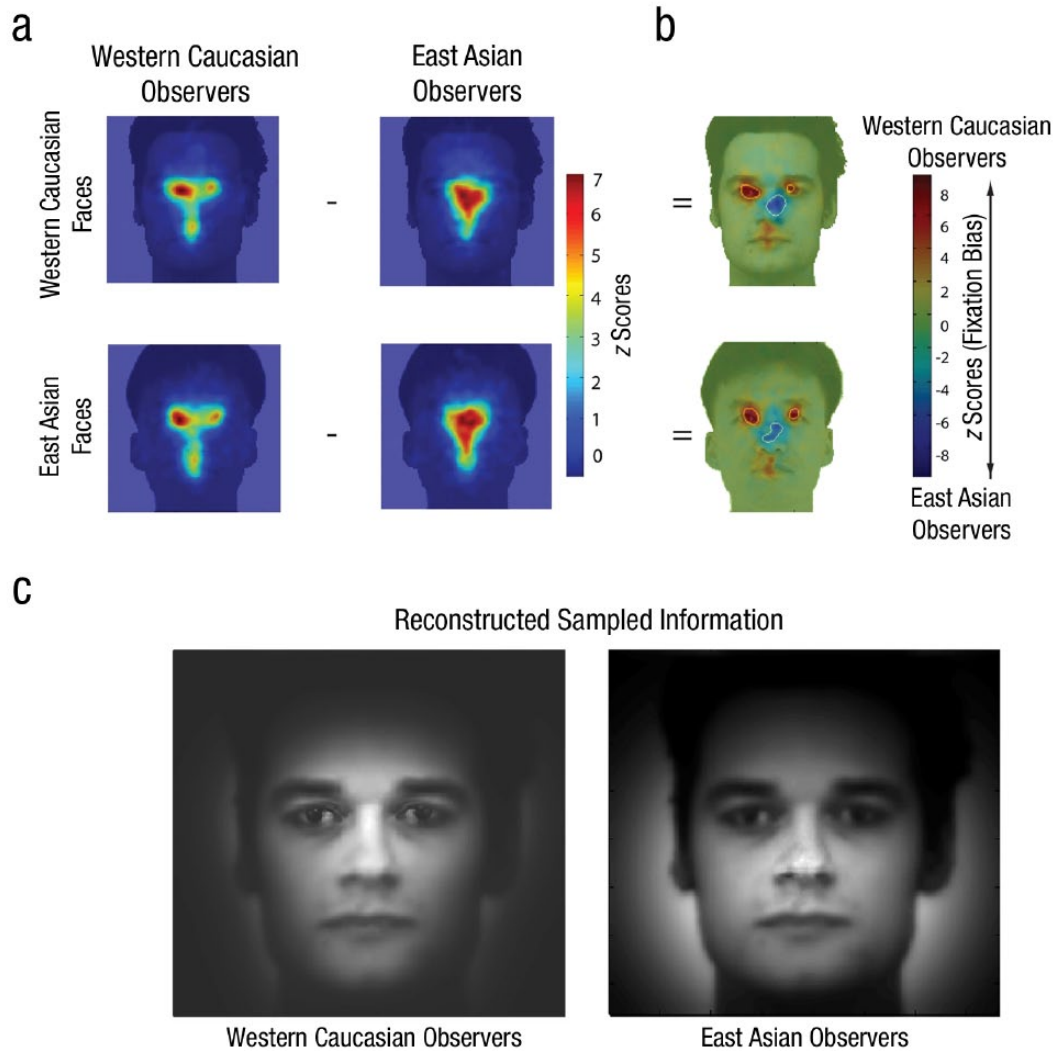 a
Western Caucasian
Observers
East Asian
Observers
Western Caucasian
Faces
-
7
6
5
4
3
2
1
0
z Scores
East Asian
Faces
-
b
=
=
Western Caucasian
Observers
8
6
4
2
0
-2
-4
-6
-8
z Scores (Fixation Bias)
East Asian
Observers
c
Reconstructed Sampled Information
Western Caucasian Observers
East Asian Observers